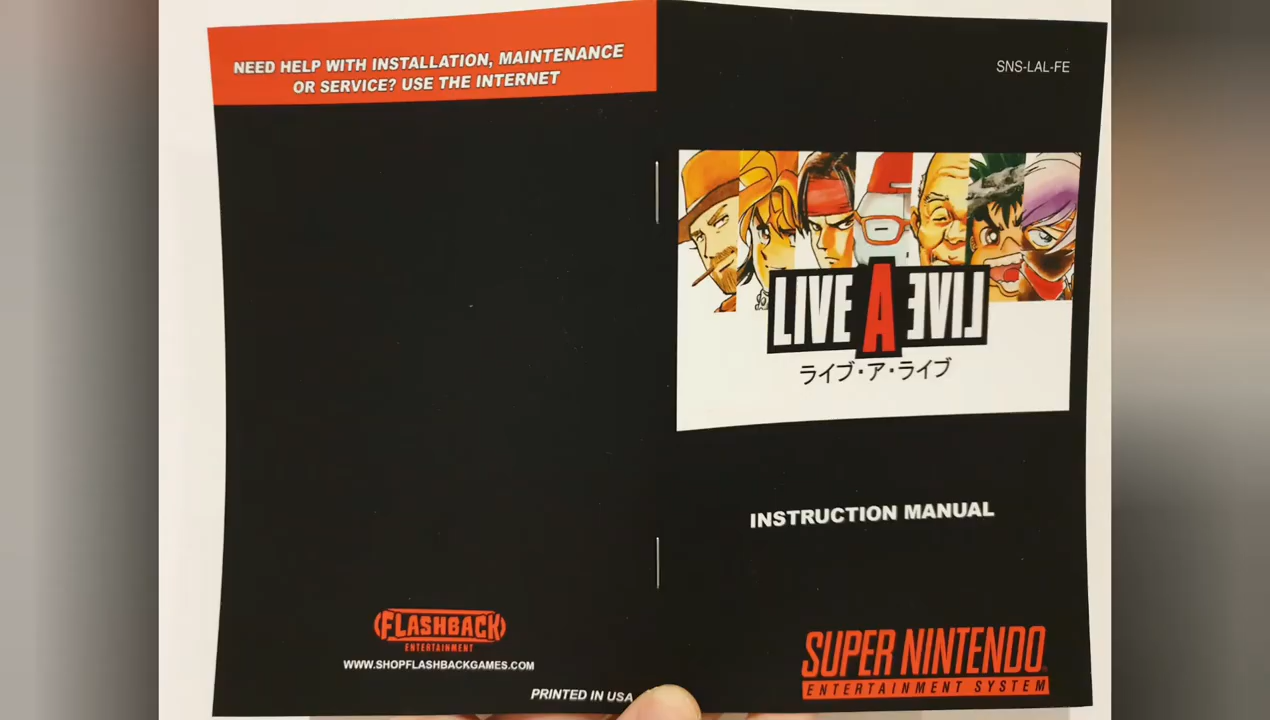 NEED HELP WITH INSTALLATION, MAINTENANCE
OR SERVICE? USE THE INTERNET
FLASHBACK
ENTERTAINMENT
WWW.SHOPFLASHBACKGAMES.COM
PRINTED IN USA
SNS-LAL-FE
LIVE A EVIL
ライブ・ア・ライブ
INSTRUCTION MANUAL
SUPER NINTENDO
ENTERTAINMENT SYSTEM